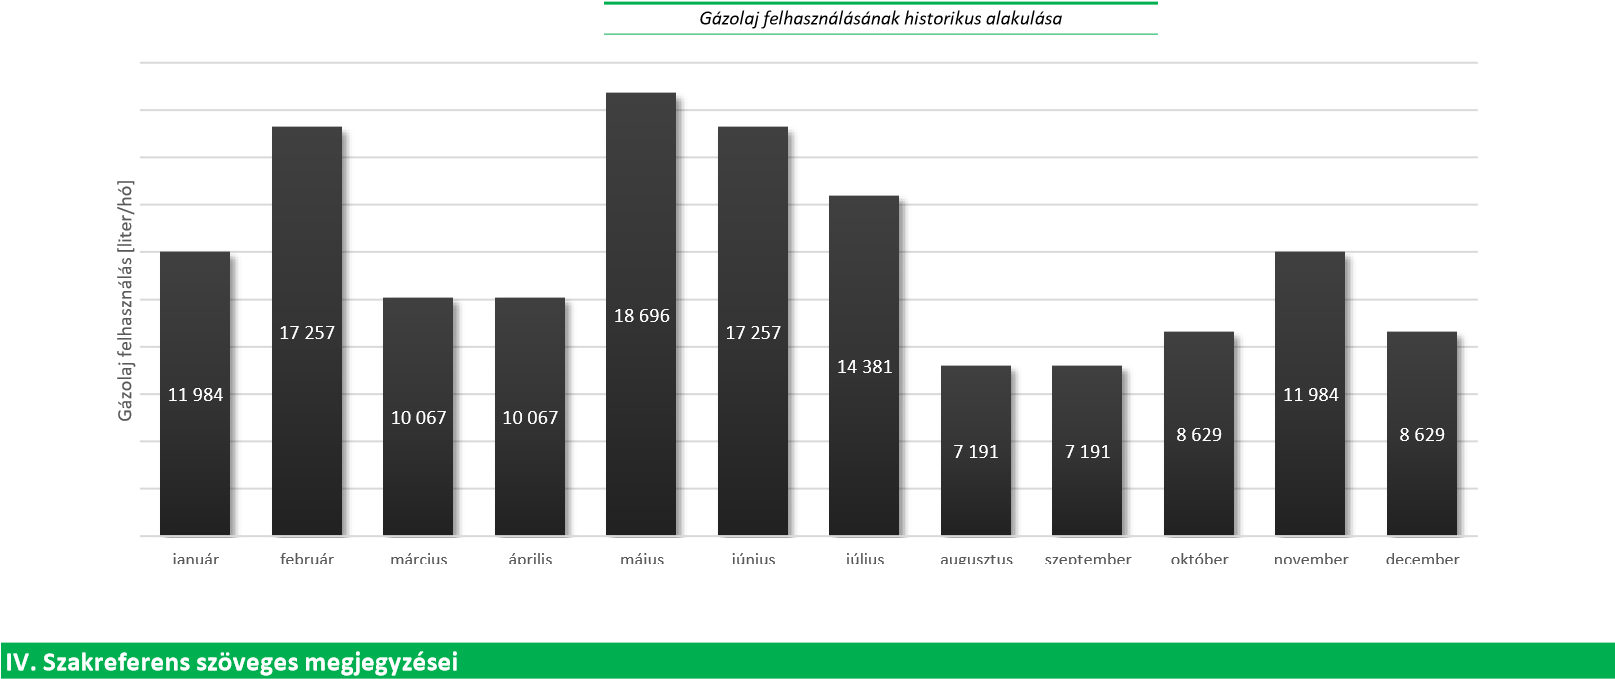 Gázolaj felhasználásának historikus alakulása
Gázolaj felhasználás [liter/hó]
11 984
17 257
10 067
10 067
18 696
17 257
14 381
7 191
7 191
8 629
11 984
8 629
január
február
március
április
május
június
július
augusztus
szeptember
október
november
december
IV. Szakreferens szöveges megjegyzései